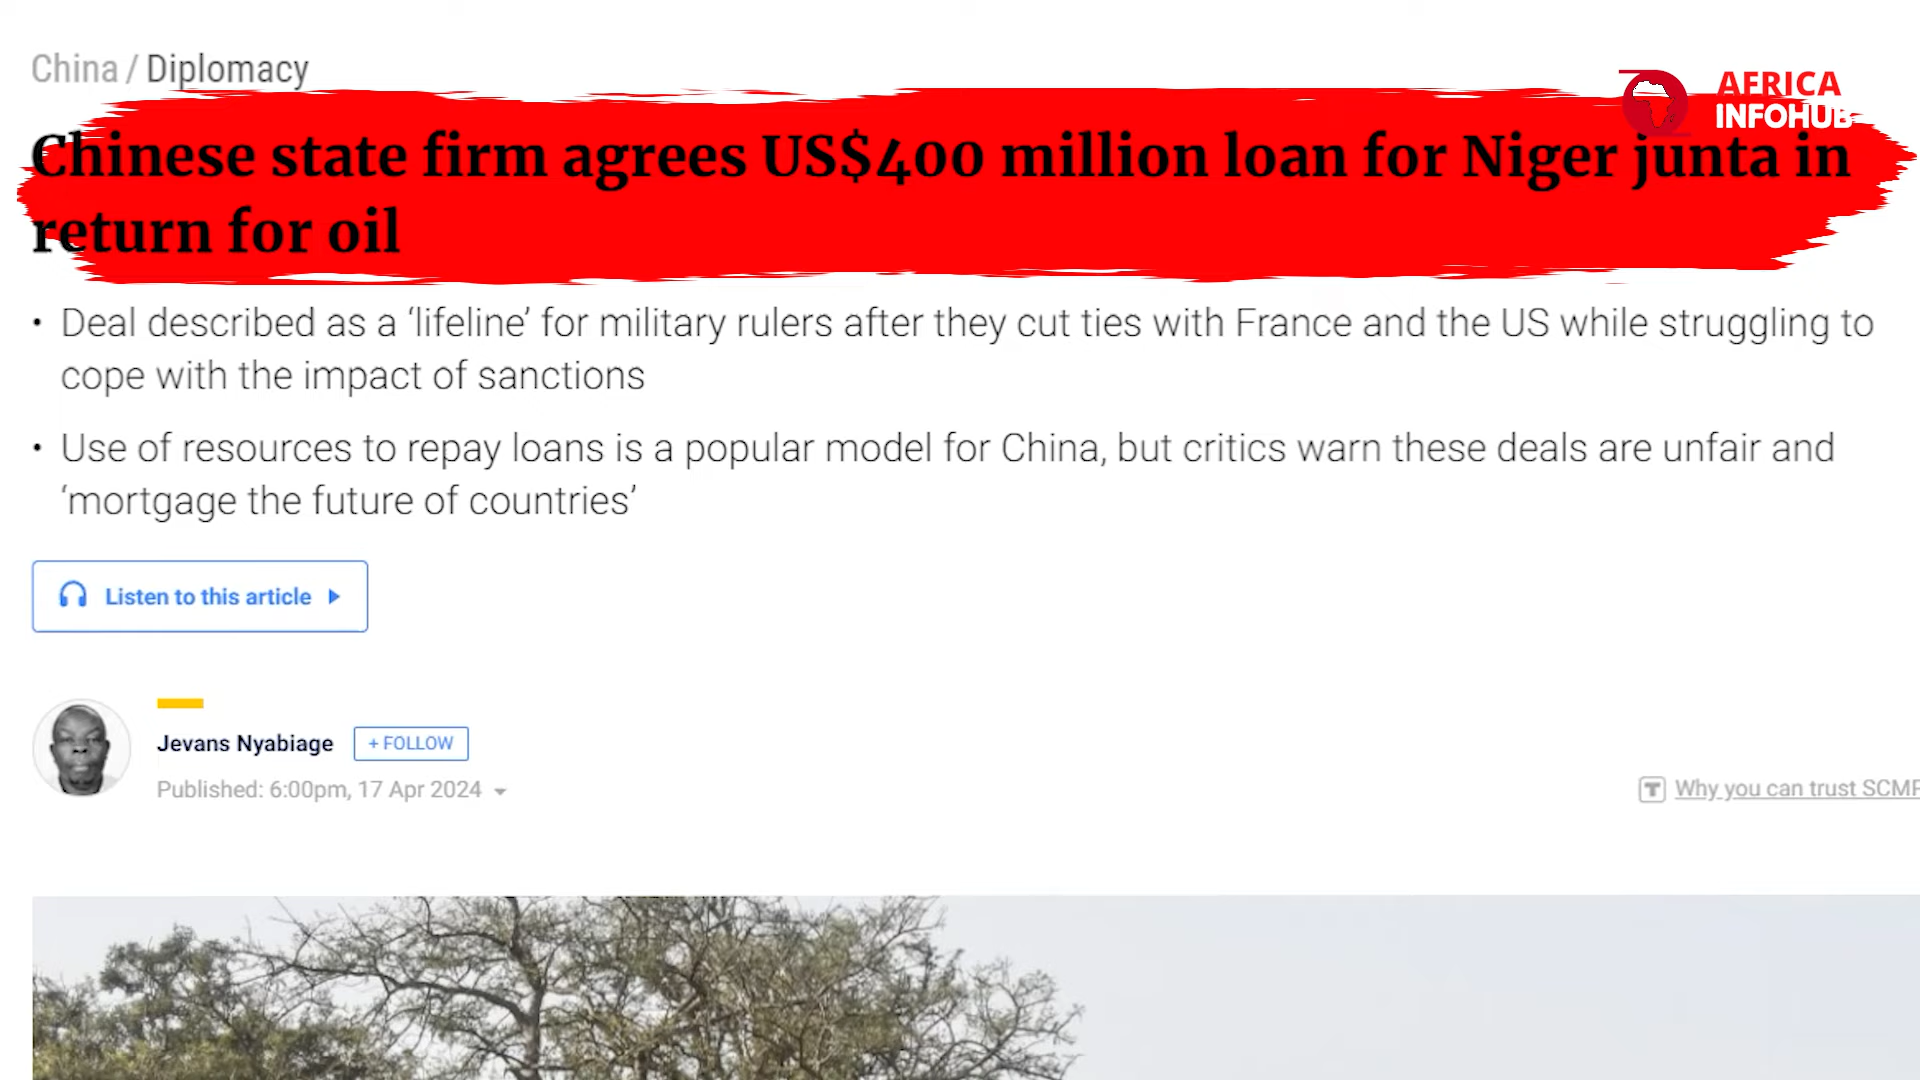 China / Diplomacy
AFRICA
INFOHUB
Chinese state firm agrees US$400 million loan for Niger junta in
return for oil
• Deal described as a ‘lifeline’ for military rulers after they cut ties with France and the US while struggling to
cope with the impact of sanctions
• Use of resources to repay loans is a popular model for China, but critics warn these deals are unfair and
‘mortgage the future of countries’
Listen to this article
Jevans Nyabiage
+ FOLLOW
Published: 6:00pm, 17 Apr 2024
Why you can trust SCMP